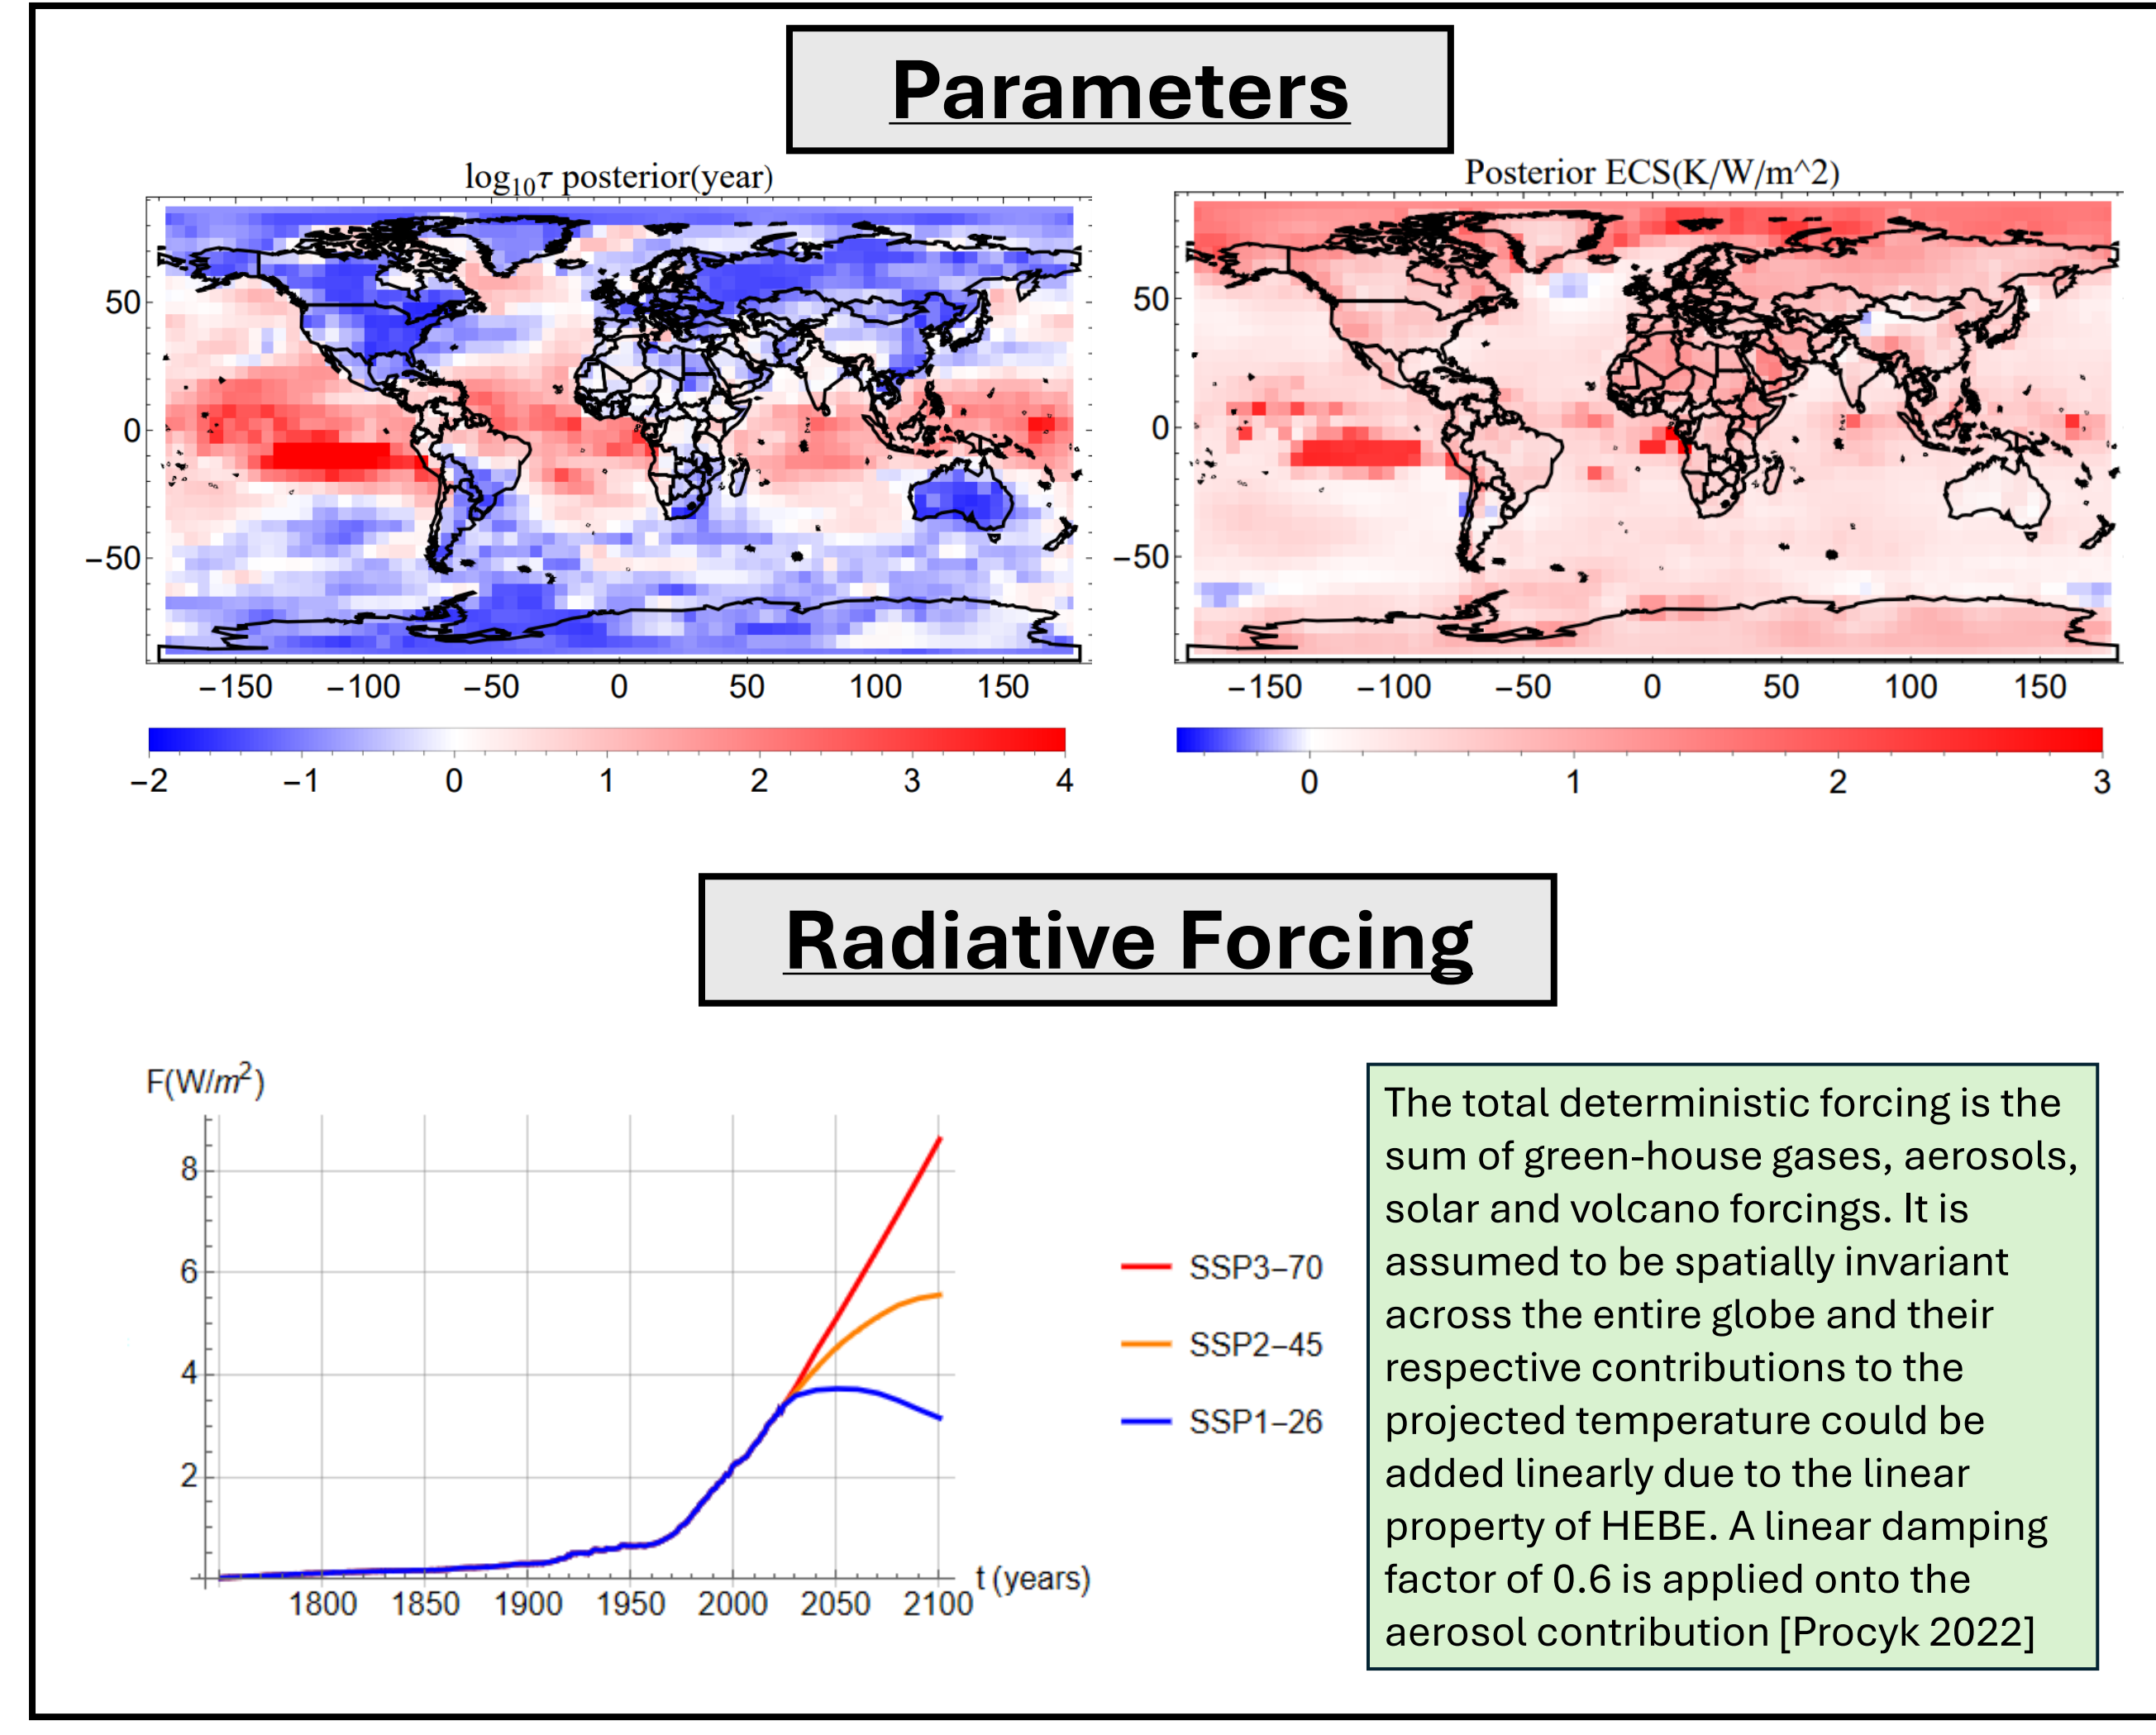 Parameters
log₁₀τ posterior(year)
50
0
−50
−150 −100 −50 0 50 100 150
−2 −1 0 1 2 3 4
Posterior ECS(K/W/m^2)
50
0
−50
−150 −100 −50 0 50 100 150
0 1 2 3
Radiative Forcing
F(W/m²)
8
6
4
2
1800 1850 1900 1950 2000 2050 2100
t (years)
SSP3−70
SSP2−45
SSP1−26
The total deterministic forcing is the
sum of green-house gases, aerosols,
solar and volcano forcings. It is
assumed to be spatially invariant
across the entire globe and their
respective contributions to the
projected temperature could be
added linearly due to the linear
property of HEBE. A linear damping
factor of 0.6 is applied onto the
aerosol contribution [Procyk 2022]